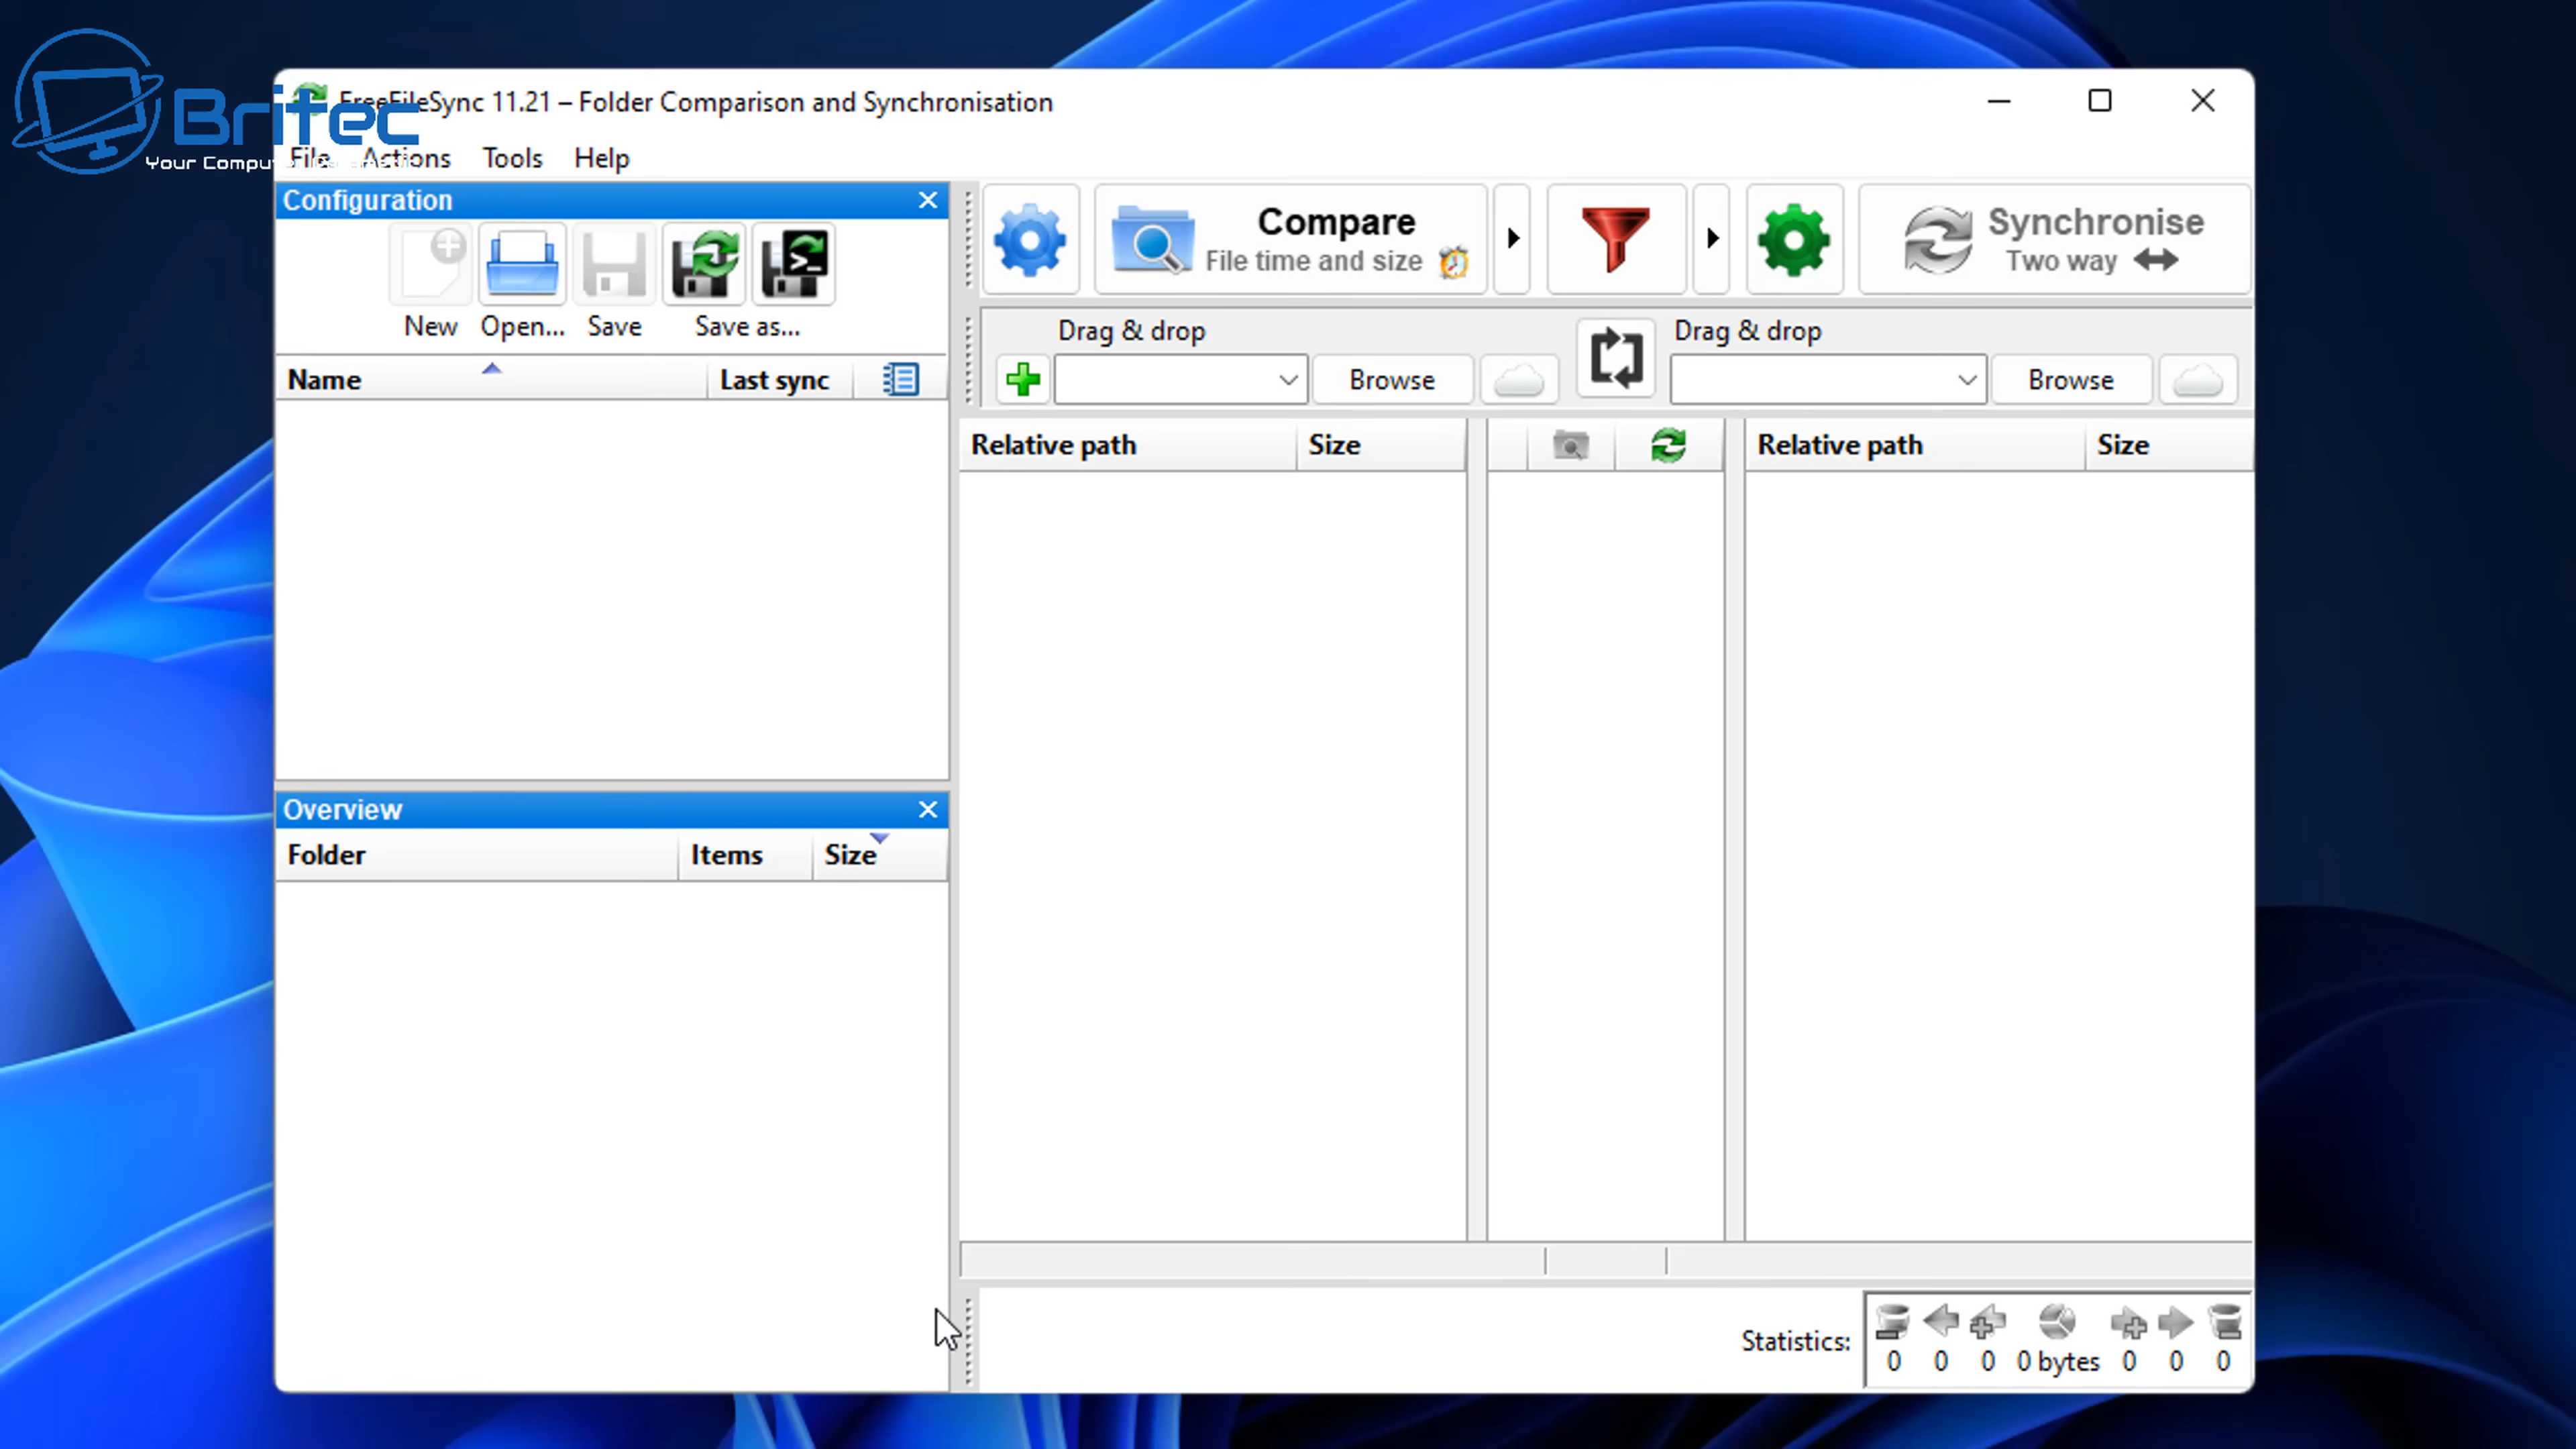 Britec
Your Compu
FreeFileSync 11.21 – Folder Comparison and Synchronisation
File Actions Tools Help
Configuration
New Open... Save Save as...
Name Last sync
Compare
File time and size
Synchronise
Two way
Drag & drop
Browse
Drag & drop
Browse
Relative path Size
Relative path Size
Overview
Folder Items Size
Statistics:
0 0 0 0 bytes 0 0 0